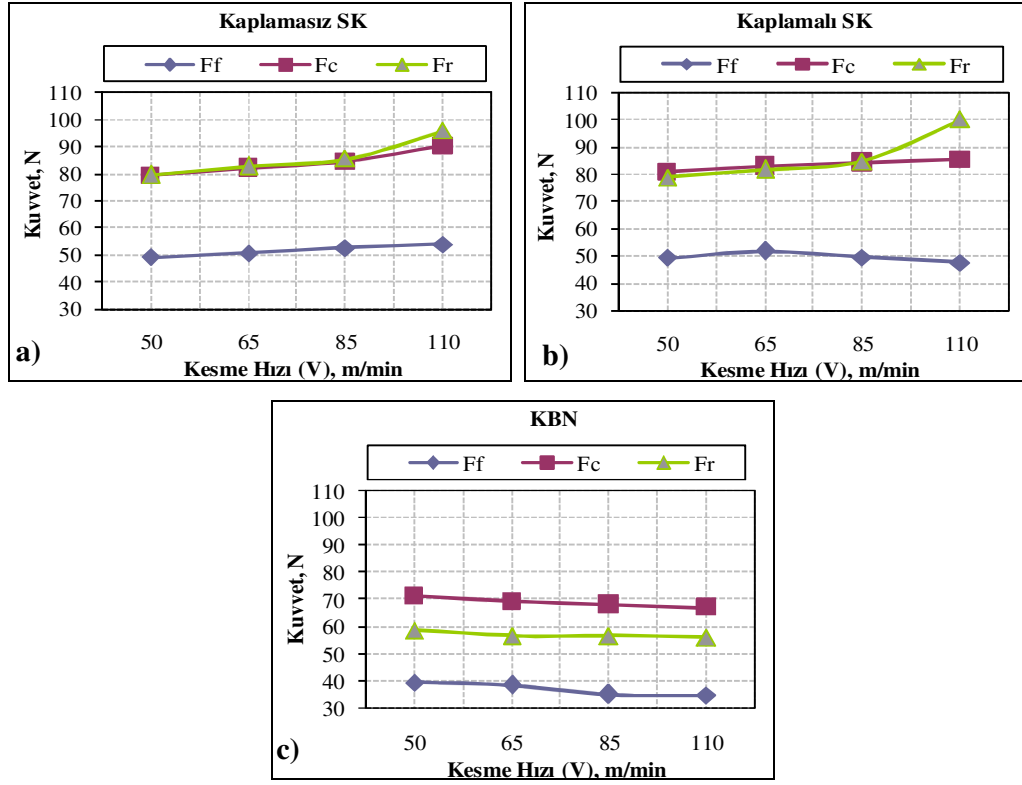 Kaplamasız SK
Ff Fc Fr
110
100
90
80
70
60
50
40
30
Kuvvet, N
50 65 85 110
Kesme Hızı (V), m/min
a)
Kaplamalı SK
Ff Fc Fr
110
100
90
80
70
60
50
40
30
Kuvvet, N
50 65 85 110
Kesme Hızı (V), m/min
b)
KBN
Ff Fc Fr
110
100
90
80
70
60
50
40
30
Kuvvet, N
50 65 85 110
Kesme Hızı (V), m/min
c)